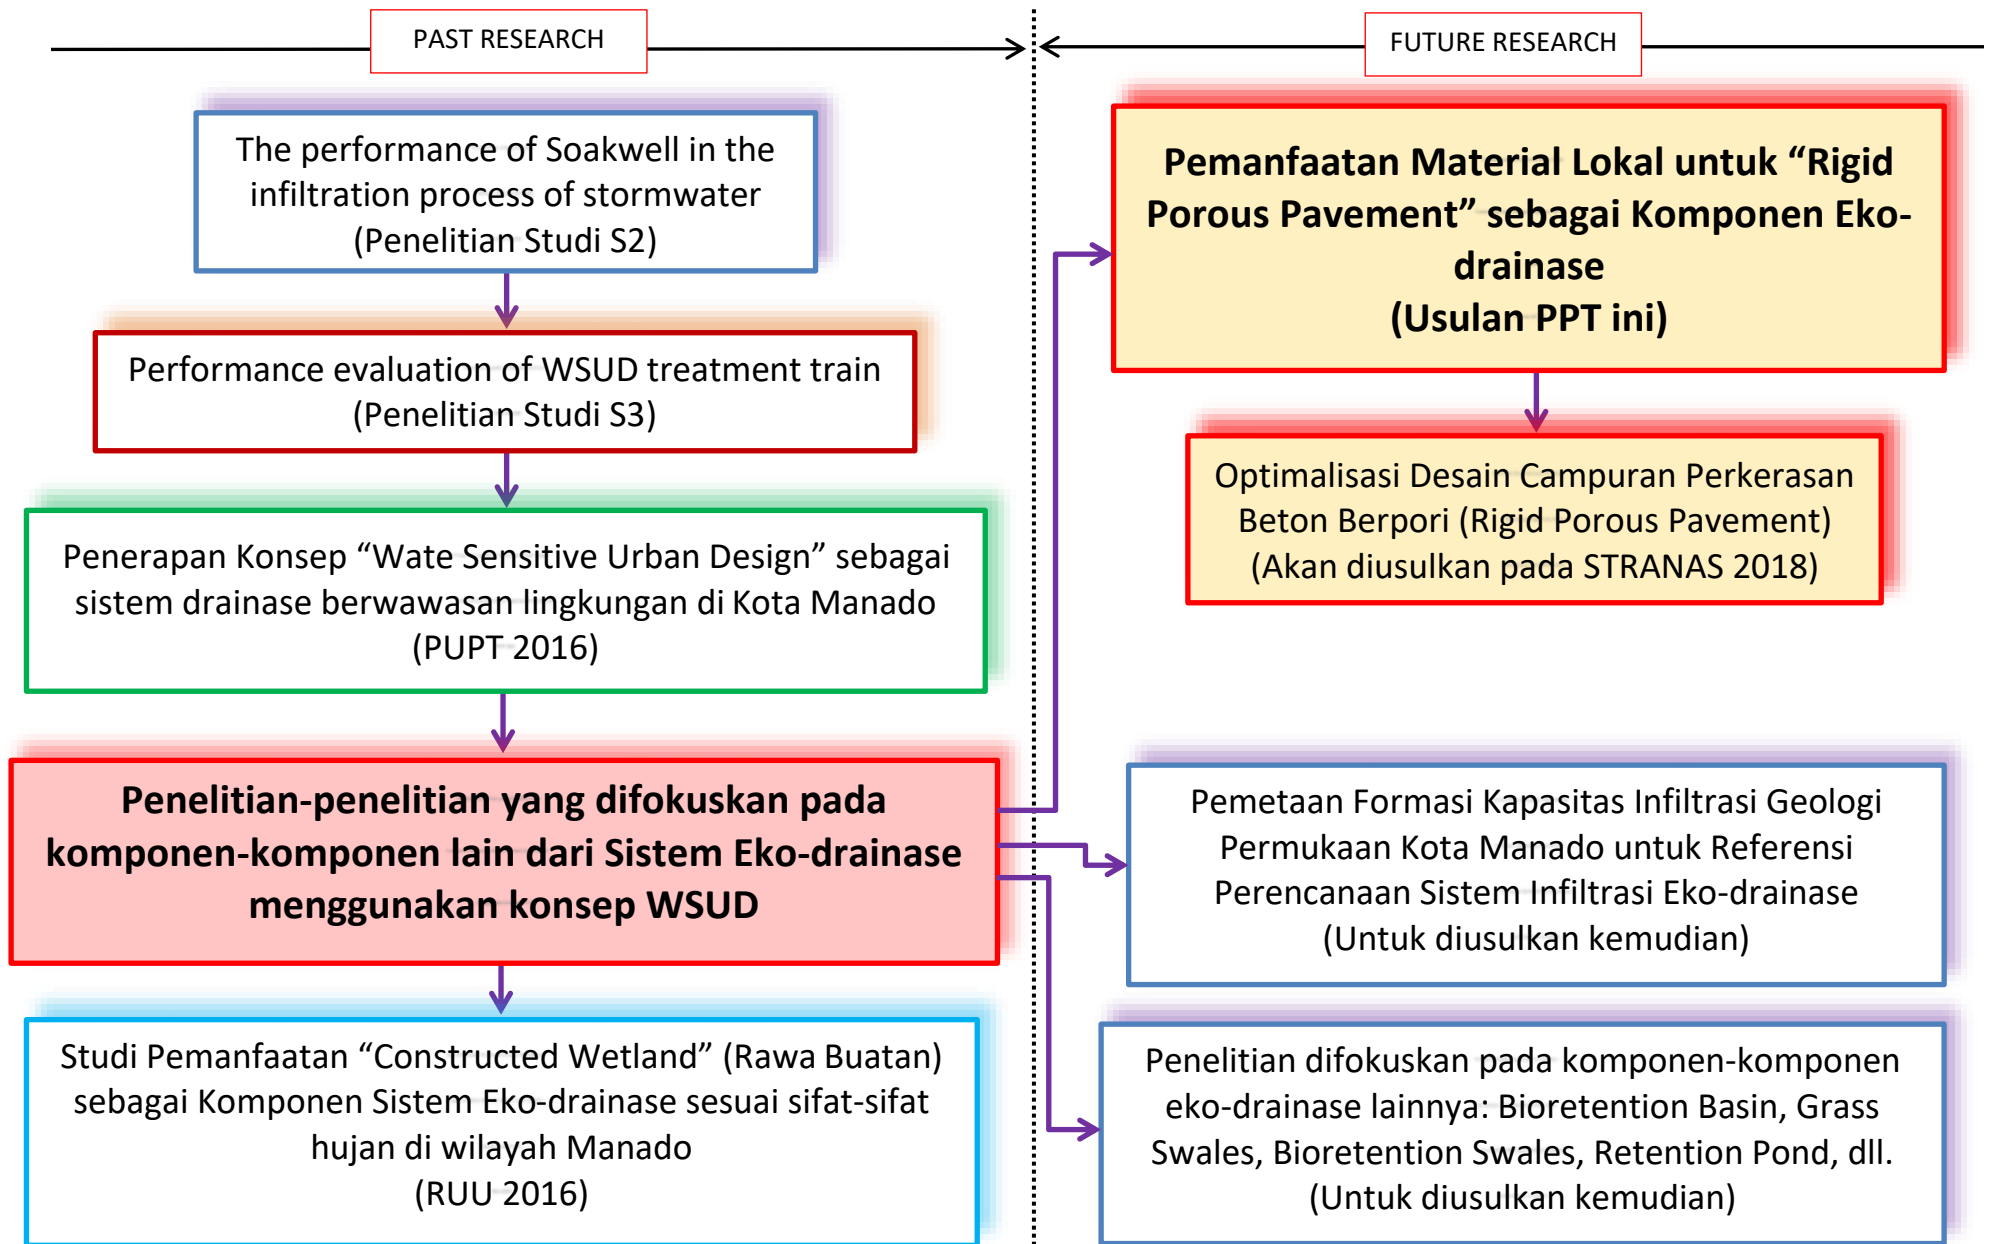 PAST RESEARCH
FUTURE RESEARCH
The performance of Soakwell in the
infiltration process of stormwater
(Penelitian Studi S2)
Performance evaluation of WSUD treatment train
(Penelitian Studi S3)
Penerapan Konsep “Wate Sensitive Urban Design” sebagai
sistem drainase berwawasan lingkungan di Kota Manado
(PUPT 2016)
Penelitian-penelitian yang difokuskan pada
komponen-komponen lain dari Sistem Eko-drainase
menggunakan konsep WSUD
Studi Pemanfaatan “Constructed Wetland” (Rawa Buatan)
sebagai Komponen Sistem Eko-drainase sesuai sifat-sifat
hujan di wilayah Manado
(RUU 2016)
Pemanfaatan Material Lokal untuk “Rigid
Porous Pavement” sebagai Komponen Eko-
drainase
(Usulan PPT ini)
Optimalisasi Desain Campuran Perkerasan
Beton Berpori (Rigid Porous Pavement)
(Akan diusulkan pada STRANAS 2018)
Pemetaan Formasi Kapasitas Infiltrasi Geologi
Permukaan Kota Manado untuk Referensi
Perencanaan Sistem Infiltrasi Eko-drainase
(Untuk diusulkan kemudian)
Penelitian difokuskan pada komponen-komponen
eko-drainase lainnya: Bioretention Basin, Grass
Swales, Bioretention Swales, Retention Pond, dll.
(Untuk diusulkan kemudian)